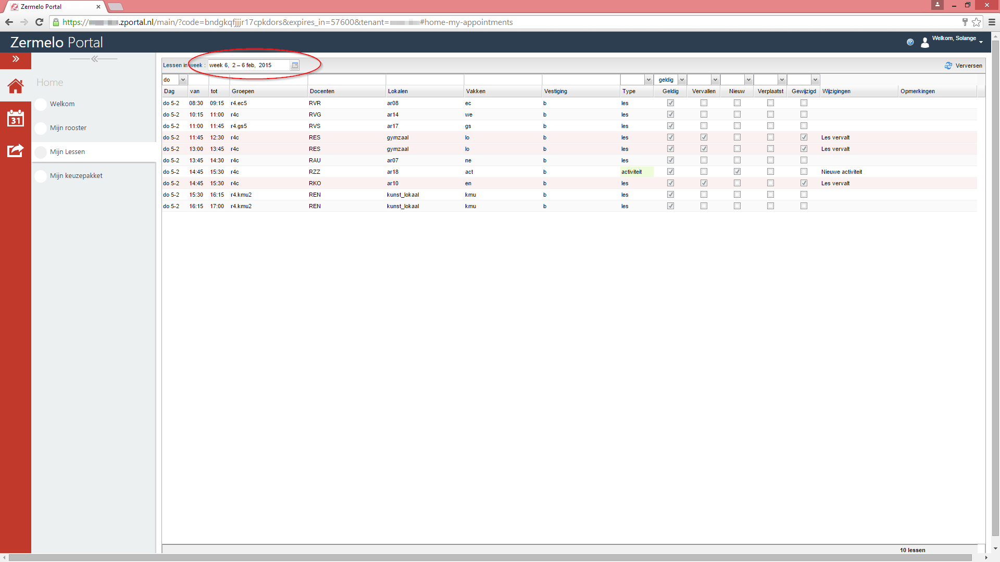 Zermelo Portal
https://.zportal.nl/main/?code=bndgkqfjjjr17cpkdors&expires_in=57600&tenant=#home-my-appointments
Zermelo Portal
Welkom, Solange
Home
Welkom
31
Mijn rooster
Mijn Lessen
Mijn keuzepakket
Lessen in week : week 6, 2 – 6 feb, 2015 Verversen
do geldig
Dag van tot Groepen Docenten Lokalen Vakken Vestiging Type Geldig Vervallen Nieuw Verplaatst Gewijzigd Wijzigingen Opmerkingen
do 5-2 08:30 09:15 r4.ec5 RVR ar08 ec b les
do 5-2 10:15 11:00 r4c RVG ar14 we b les
do 5-2 11:00 11:45 r4.gs5 RVS ar17 gs b les
do 5-2 11:45 12:30 r4c RES gymzaal lo b les Les vervalt
do 5-2 13:00 13:45 r4c RES gymzaal lo b les Les vervalt
do 5-2 13:45 14:30 r4c RAU ar07 ne b les
do 5-2 14:45 15:30 r4c RZZ ar18 act b activiteit Nieuwe activiteit
do 5-2 14:45 15:30 r4c RKO ar10 en b les Les vervalt
do 5-2 15:30 16:15 r4.kmu2 REN kunst_lokaal kmu b les
do 5-2 16:15 17:00 r4.kmu2 REN kunst_lokaal kmu b les
10 lessen